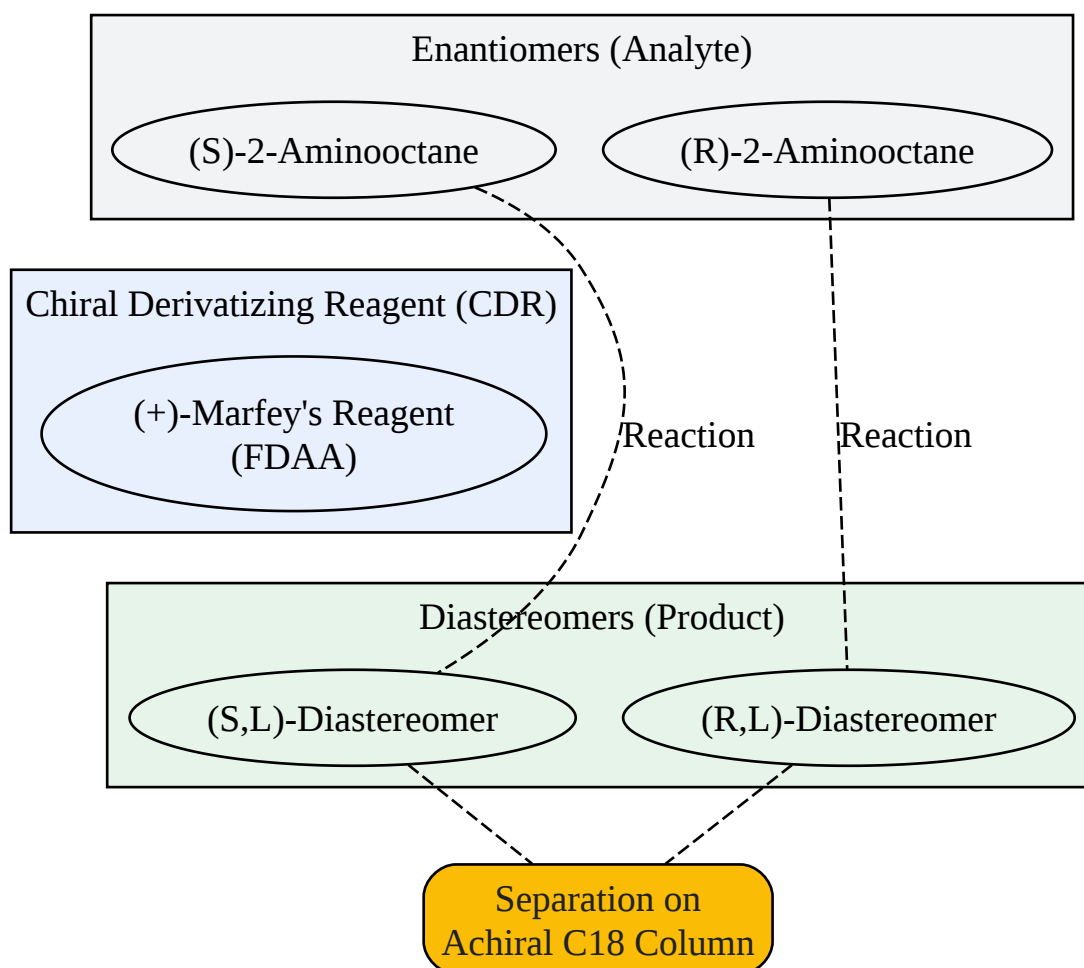 Enantiomers (Analyte)
(S)-2-Aminooctane
(R)-2-Aminooctane
Chiral Derivatizing Reagent (CDR)
(+)-Marfey's Reagent
(FDAA)
Reaction
Reaction
Diastereomers (Product)
(S,L)-Diastereomer
(R,L)-Diastereomer
Separation on
Achiral C18 Column